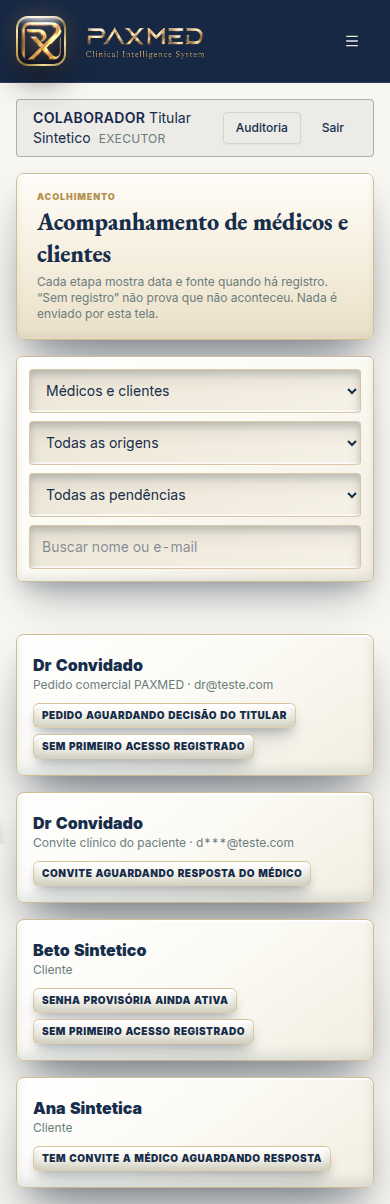 PAXMED
Clinical Intelligence System
COLABORADOR Titular
Sintetico EXECUTOR
Auditoria
Sair
ACOLHIMENTO
Acompanhamento de médicos e
clientes
Cada etapa mostra data e fonte quando há registro.
“Sem registro” não prova que não aconteceu. Nada é
enviado por esta tela.
Médicos e clientes
Todas as origens
Todas as pendências
Buscar nome ou e-mail
Dr Convidado
Pedido comercial PAXMED · dr@teste.com
PEDIDO AGUARDANDO DECISÃO DO TITULAR
SEM PRIMEIRO ACESSO REGISTRADO
Dr Convidado
Convite clínico do paciente · d***@teste.com
CONVITE AGUARDANDO RESPOSTA DO MÉDICO
Beto Sintetico
Cliente
SENHA PROVISÓRIA AINDA ATIVA
SEM PRIMEIRO ACESSO REGISTRADO
Ana Sintetica
Cliente
TEM CONVITE A MÉDICO AGUARDANDO RESPOSTA